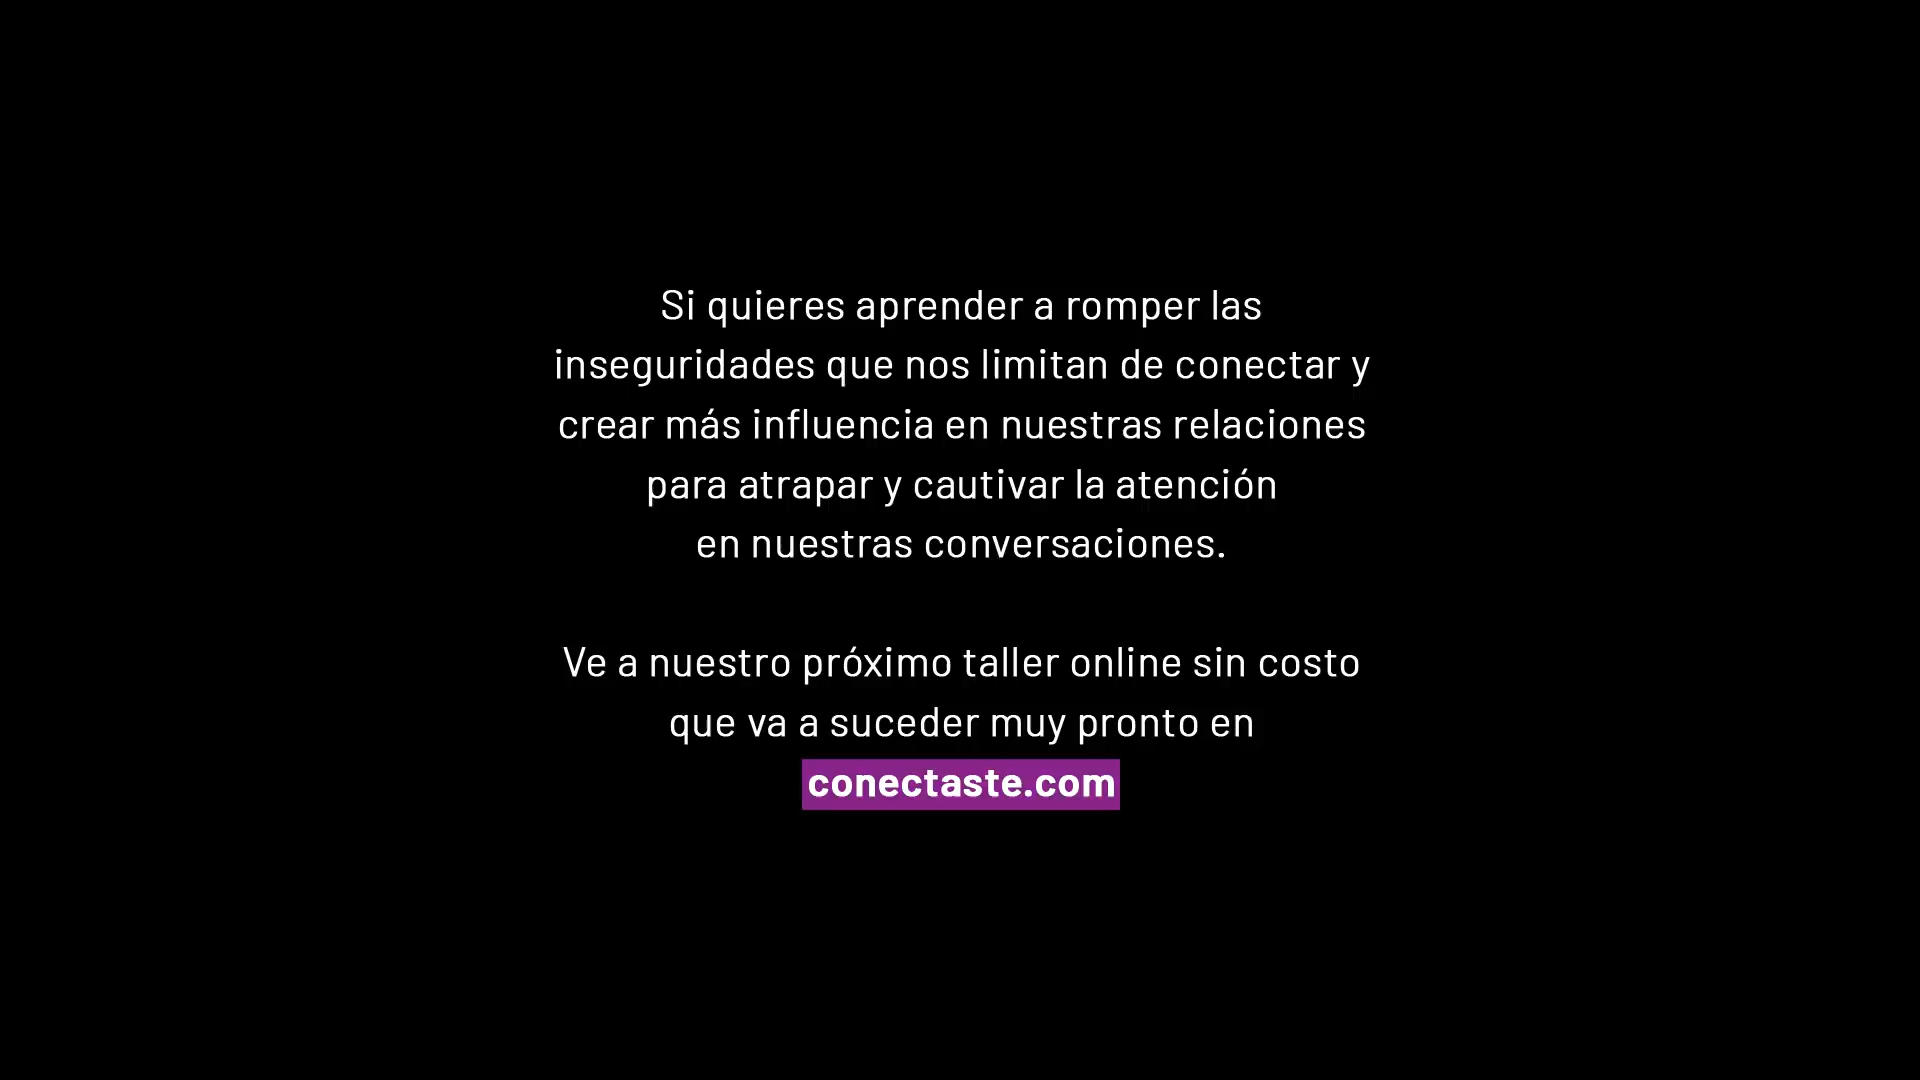 Si quieres aprender a romper las
inseguridades que nos limitan de conectar y
crear más influencia en nuestras relaciones
para atrapar y cautivar la atención
en nuestras conversaciones.
Ve a nuestro próximo taller online sin costo
que va a suceder muy pronto en
conectaste.com